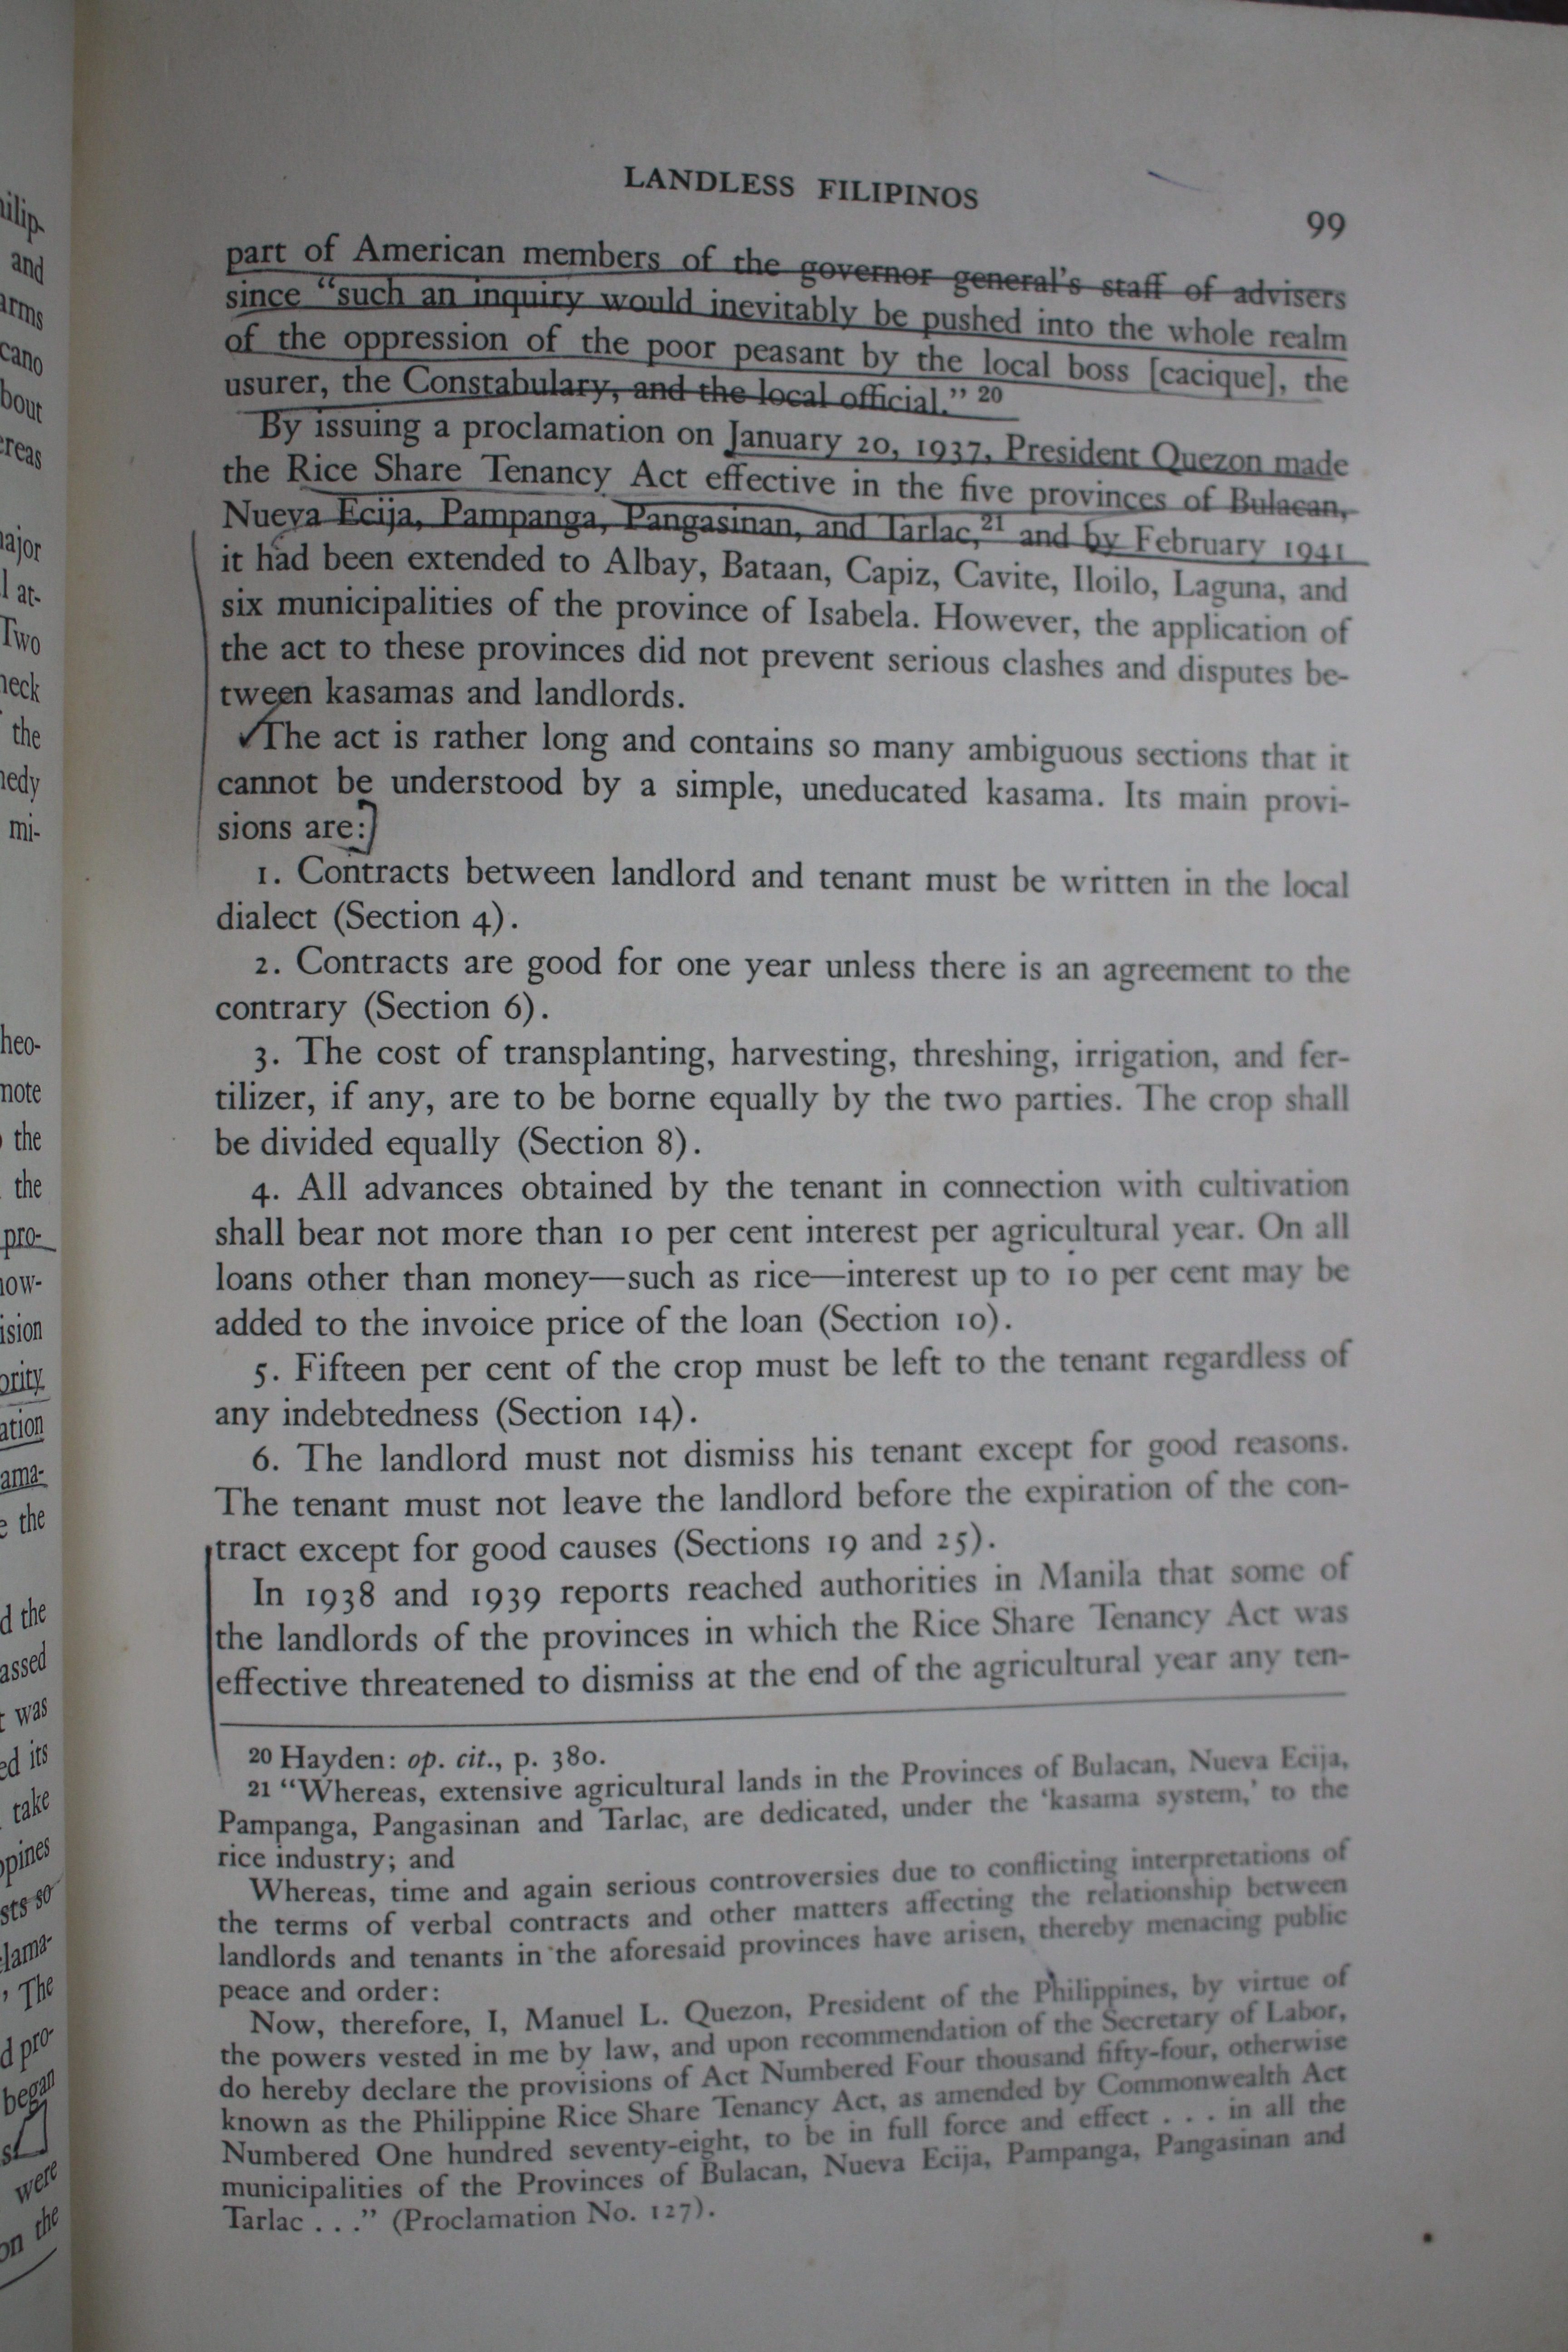 LANDLESS FILIPINOS
99
part of American members of the governor general's staff of advisers
since “such an inquiry would inevitably be pushed into the whole realm
of the oppression of the poor peasant by the local boss [cacique], the
usurer, the Constabulary, and the local official.” 20
By issuing a proclamation on January 20, 1937, President Quezon made
the Rice Share Tenancy Act effective in the five provinces of Bulacan,
Nueva Ecija, Pampanga, Pangasinan, and Tarlac,21 and by February 1941
it had been extended to Albay, Bataan, Capiz, Cavite, Iloilo, Laguna, and
six municipalities of the province of Isabela. However, the application of
the act to these provinces did not prevent serious clashes and disputes be-
tween kasamas and landlords.
The act is rather long and contains so many ambiguous sections that it
cannot be understood by a simple, uneducated kasama. Its main provi-
sions are:
1. Contracts between landlord and tenant must be written in the local
dialect (Section 4).
2. Contracts are good for one year unless there is an agreement to the
contrary (Section 6).
3. The cost of transplanting, harvesting, threshing, irrigation, and fer-
tilizer, if any, are to be borne equally by the two parties. The crop shall
be divided equally (Section 8).
4. All advances obtained by the tenant in connection with cultivation
shall bear not more than 10 per cent interest per agricultural year. On all
loans other than money—such as rice—interest up to 10 per cent may be
added to the invoice price of the loan (Section 10).
5. Fifteen per cent of the crop must be left to the tenant regardless of
any indebtedness (Section 14).
6. The landlord must not dismiss his tenant except for good reasons.
The tenant must not leave the landlord before the expiration of the con-
tract except for good causes (Sections 19 and 25).
In 1938 and 1939 reports reached authorities in Manila that some of
the landlords of the provinces in which the Rice Share Tenancy Act was
effective threatened to dismiss at the end of the agricultural year any ten-
20 Hayden: op. cit., p. 380.
21 “Whereas, extensive agricultural lands in the Provinces of Bulacan, Nueva Ecija,
Pampanga, Pangasinan and Tarlac, are dedicated, under the ‘kasama system,’ to the
rice industry; and
Whereas, time and again serious controversies due to conflicting interpretations of
the terms of verbal contracts and other matters affecting the relationship between
landlords and tenants in the aforesaid provinces have arisen, thereby menacing public
peace and order:
Now, therefore, I, Manuel L. Quezon, President of the Philippines, by virtue of
the powers vested in me by law, and upon recommendation of the Secretary of Labor,
do hereby declare the provisions of Act Numbered Four thousand fifty-four, otherwise
known as the Philippine Rice Share Tenancy Act, as amended by Commonwealth Act
Numbered One hundred seventy-eight, to be in full force and effect . . . in all the
municipalities of the Provinces of Bulacan, Nueva Ecija, Pampanga, Pangasinan and
Tarlac . . .” (Proclamation No. 127).